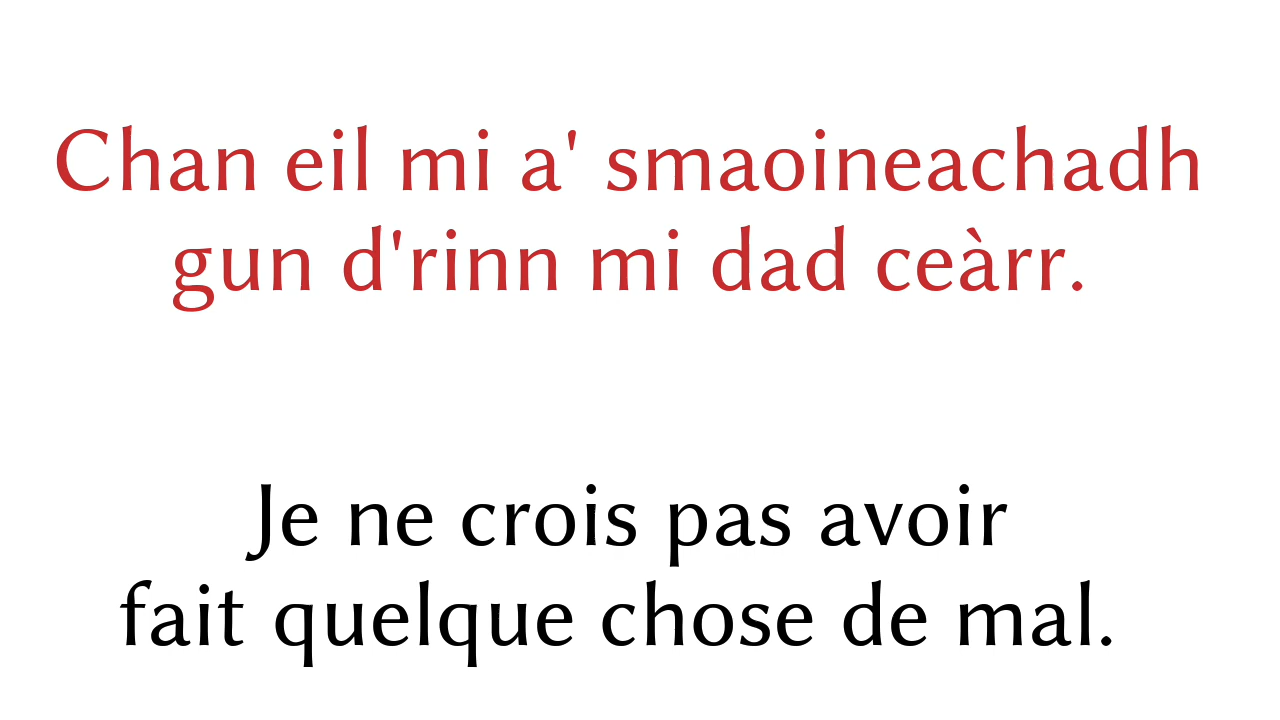 Chan eil mi a' smaoineachadh
gun d'rinn mi dad ceàrr.
Je ne crois pas avoir
fait quelque chose de mal.